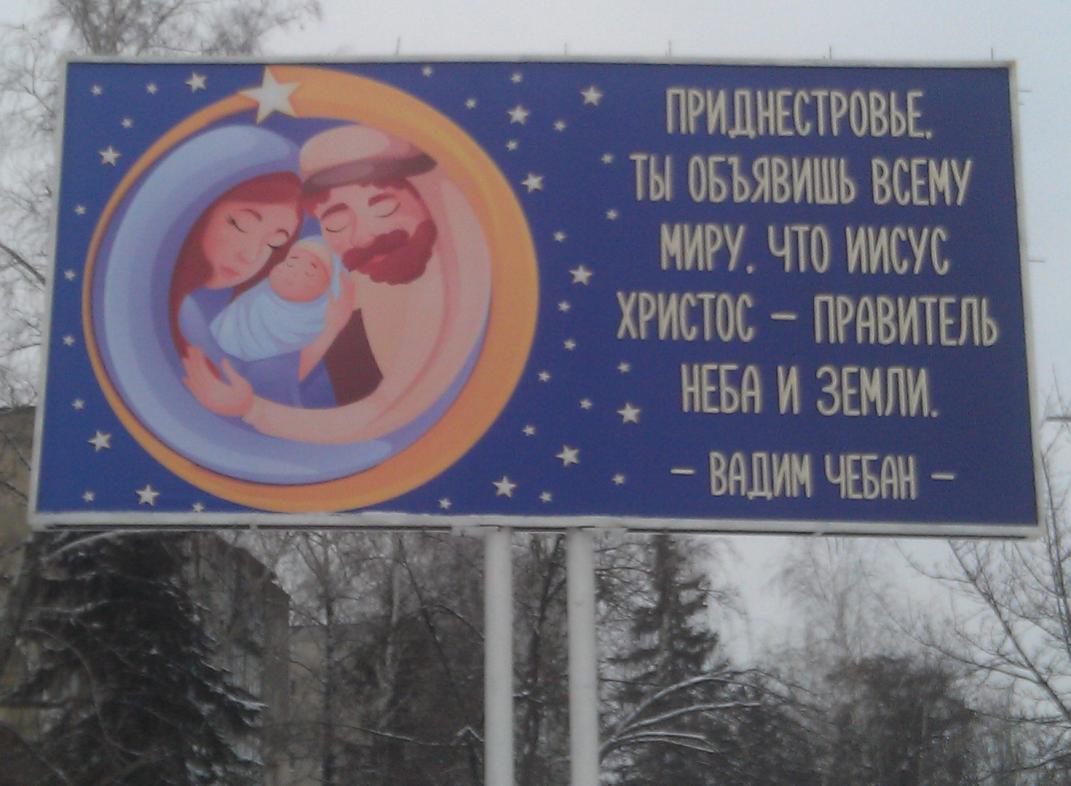 ПРИДНЕСТРОВЬЕ,
ТЫ ОБЪЯВИШЬ ВСЕМУ
МИРУ, ЧТО ИИСУС
ХРИСТОС – ПРАВИТЕЛЬ
НЕБА И ЗЕМЛИ.
– ВАДИМ ЧЕБАН –